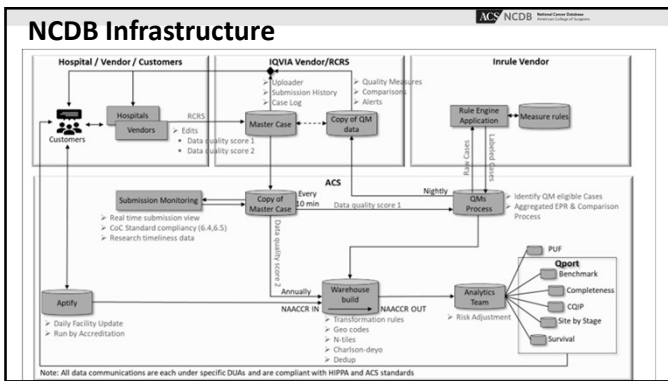 ACS NCDB National Cancer Database
American College of Surgeons
NCDB Infrastructure
Hospital / Vendor / Customers
IQVIA Vendor/RCRS
Inrule Vendor
Uploader
Submission History
Case Log
Quality Measures
Comparisons
Alerts
Hospitals
Vendors
Customers
RCRS
Edits
Data quality score 1
Data quality score 2
Master Case
Copy of QM
data
Rule Engine
Application
Measure rules
Raw Cases
Labeled Cases
ACS
Submission Monitoring
Real time submission view
CoC Standard compliancy (6.4,6.5)
Research timeliness data
Copy of
Master Case
Every
10 min
Data quality score 1
Nightly
QMs
Process
Identify QM eligible Cases
Aggregated EPR & Comparison
Process
Data quality score 2
Annually
NAACCR IN
Warehouse
build
NAACCR OUT
Transformation rules
Geo codes
N-tiles
Charlson-deyo
Dedup
Aptify
Daily Facility Update
Run by Accreditation
Analytics
Team
Risk Adjustment
PUF
Qport
Benchmark
Completeness
CQIP
Site by Stage
Survival
Note: All data communications are each under specific DUAs and are compliant with HIPPA and ACS standards